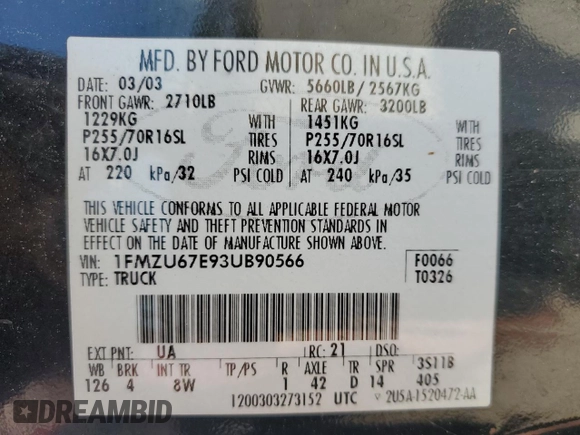 MFD. BY FORD MOTOR CO. IN U.S.A.
DATE: 03/03 GVWR: 5660LB/ 2567KG
FRONT GAWR: 2710LB REAR GAWR: 3200LB
1229KG WITH 1451KG WITH
P255/70R16SL TIRES P255/70R16SL TIRES
16X7.0J RIMS 16X7.0J RIMS
AT 220 kPa/32 PSI COLD AT 240 kPa/35 PSI COLD
Ford
THIS VEHICLE CONFORMS TO ALL APPLICABLE FEDERAL MOTOR
VEHICLE SAFETY AND THEFT PREVENTION STANDARDS IN
EFFECT ON THE DATE OF MANUFACTURE SHOWN ABOVE.
VIN: 1FMZU67E93UB90566 F0066
TYPE: TRUCK T0326
EXT PNT: UA RC: 21 DSO:
WB BRK INT TR TP/PS R AXLE TR SPR 3S11B
126 4 8W 1 42 D 14 405
1200303273152 UTC 2U5A-1520472-AA